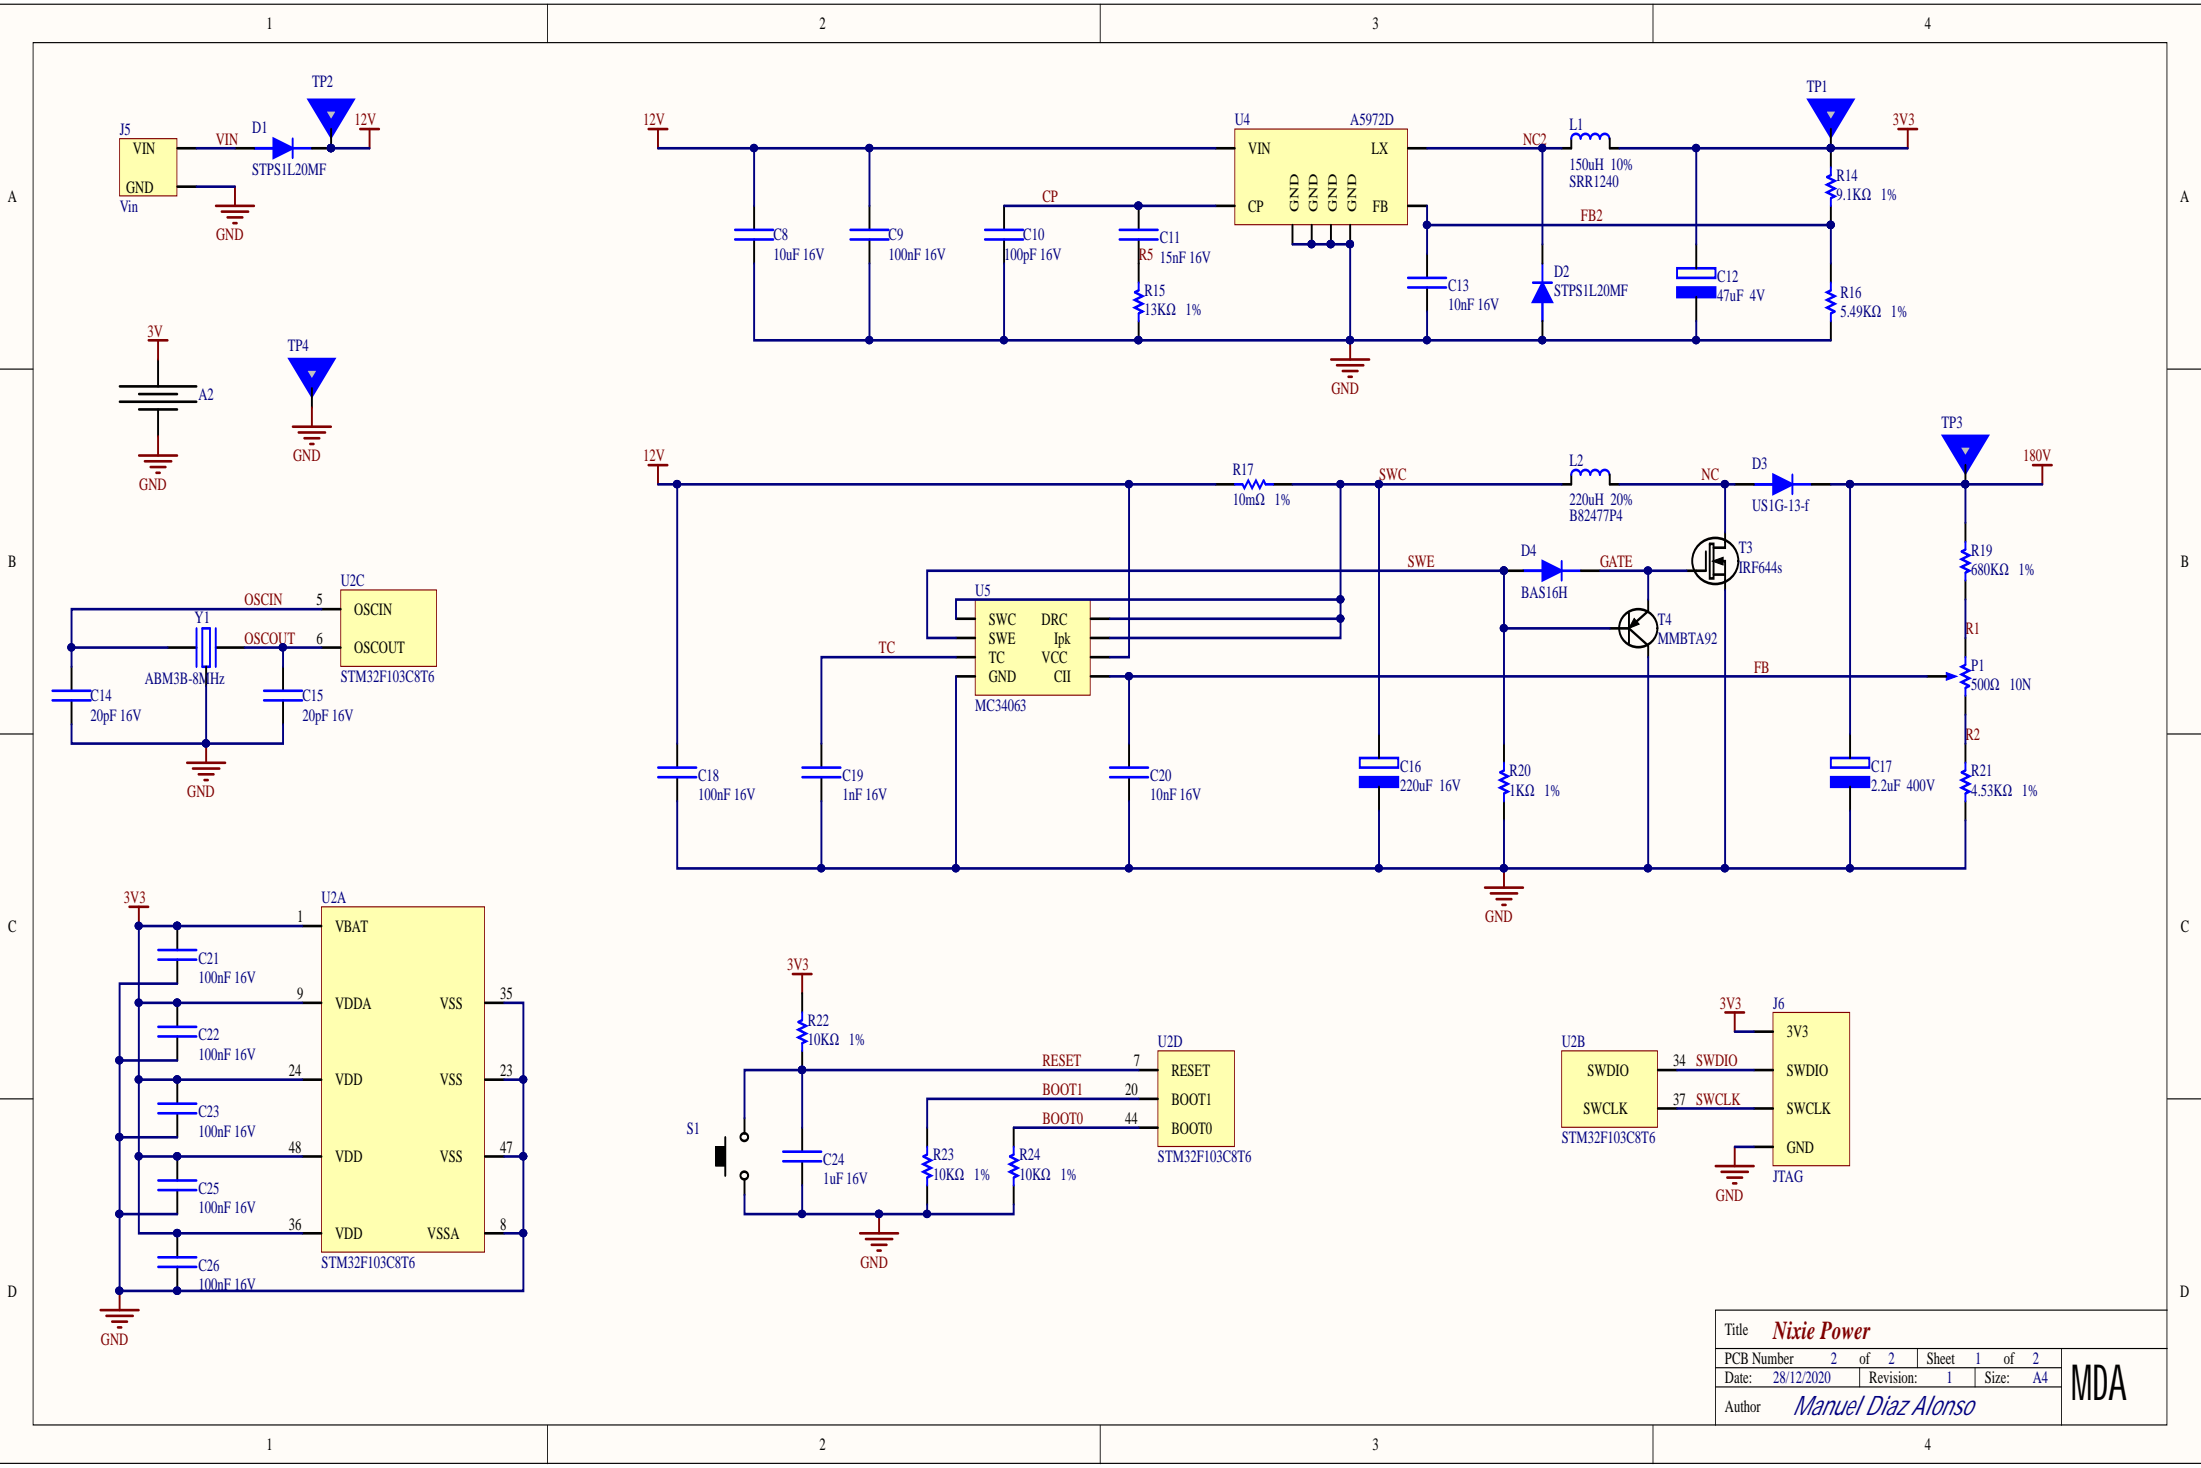 1 2 3 4
A A
B B
C C
D D
1 2 3 4
TP2
J5
VIN
GND
Vin
VIN
D1
STPS1L20MF
12V
GND
3V
A2
GND
TP4
GND
12V
C8
10uF 16V
C9
100nF 16V
CP
C10
100pF 16V
C11
15nF 16V
R5
R15
13KΩ 1%
U4 A5972D
VIN LX
GND GND GND GND
CP FB
NC2
L1
150uH 10%
SRR1240
TP1
3V3
R14
9.1KΩ 1%
FB2
C13
10nF 16V
D2
STPS1L20MF
C12
47uF 4V
R16
5.49KΩ 1%
GND
12V
R17
10mΩ 1%
SWC
L2
220uH 20%
B82477P4
NC
D3
US1G-13-f
TP3
180V
SWE
D4
BAS16H
GATE
T3
IRF644s
T4
MMBTA92
R19
680KΩ 1%
R1
P1
500Ω 10N
R2
R21
4.53KΩ 1%
U5
SWC DRC
SWE Ipk
TC VCC
GND CII
MC34063
TC
FB
C18
100nF 16V
C19
1nF 16V
C20
10nF 16V
C16
220uF 16V
R20
1KΩ 1%
C17
2.2uF 400V
GND
U2C
OSCIN 5 OSCIN
Y1
OSCOUT 6 OSCOUT
STM32F103C8T6
ABM3B-8MHz
C14
20pF 16V
C15
20pF 16V
GND
3V3
U2A
1 VBAT
C21
100nF 16V
9 VDDA VSS 35
C22
100nF 16V
24 VDD VSS 23
C23
100nF 16V
48 VDD VSS 47
C25
100nF 16V
36 VDD VSSA 8
C26
100nF 16V
STM32F103C8T6
GND
3V3
R22
10KΩ 1%
U2D
RESET 7 RESET
BOOT1 20 BOOT1
BOOT0 44 BOOT0
STM32F103C8T6
S1
C24
1uF 16V
R23
10KΩ 1%
R24
10KΩ 1%
GND
U2B
SWDIO 34 SWDIO
SWCLK 37 SWCLK
STM32F103C8T6
3V3
J6
3V3
SWDIO
SWCLK
GND
JTAG
GND
Title Nixie Power
PCB Number 2 of 2 Sheet 1 of 2
Date: 28/12/2020 Revision: 1 Size: A4
Author Manuel Diaz Alonso
MDA